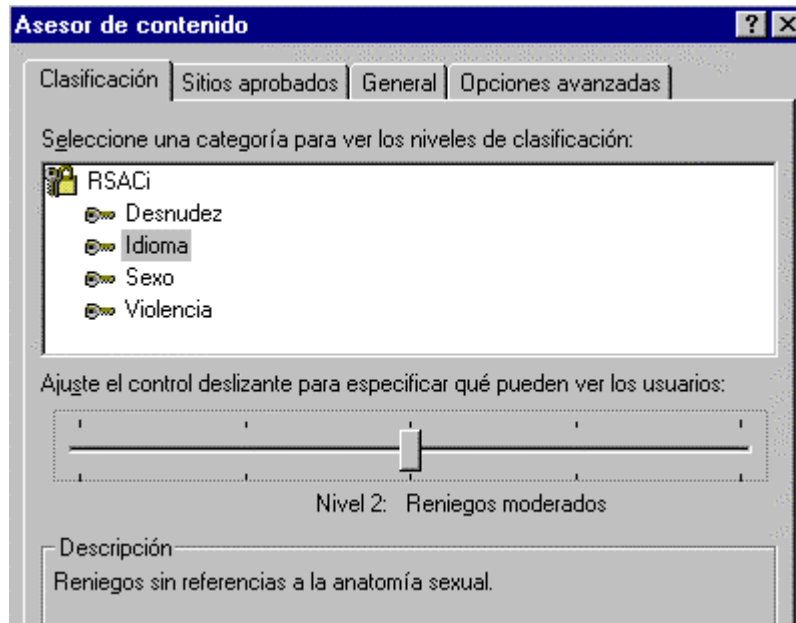 Asesor de contenido
Clasificación Sitios aprobados General Opciones avanzadas
Seleccione una categoría para ver los niveles de clasificación:
RSACi
Desnudez
Idioma
Sexo
Violencia
Ajuste el control deslizante para especificar qué pueden ver los usuarios:
Nivel 2: Reniegos moderados
Descripción
Reniegos sin referencias a la anatomía sexual.